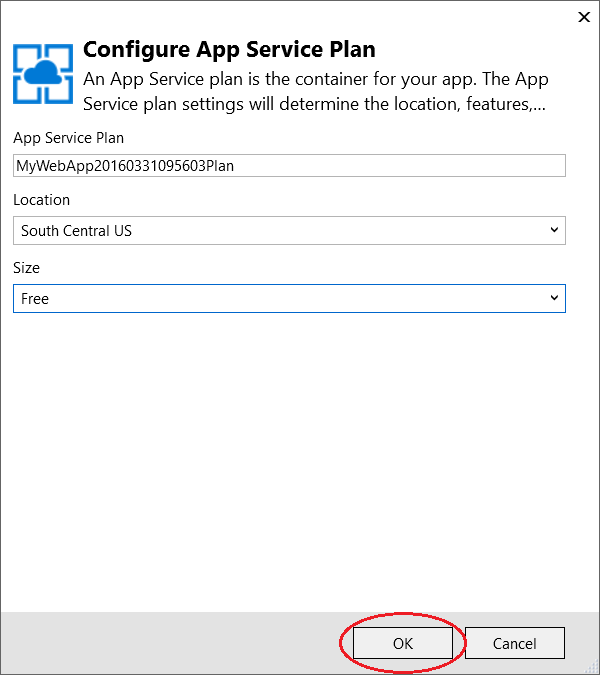 Configure App Service Plan
An App Service plan is the container for your app. The App
Service plan settings will determine the location, features,...
App Service Plan
MyWebApp20160331095603Plan
Location
South Central US
Size
Free
OK
Cancel